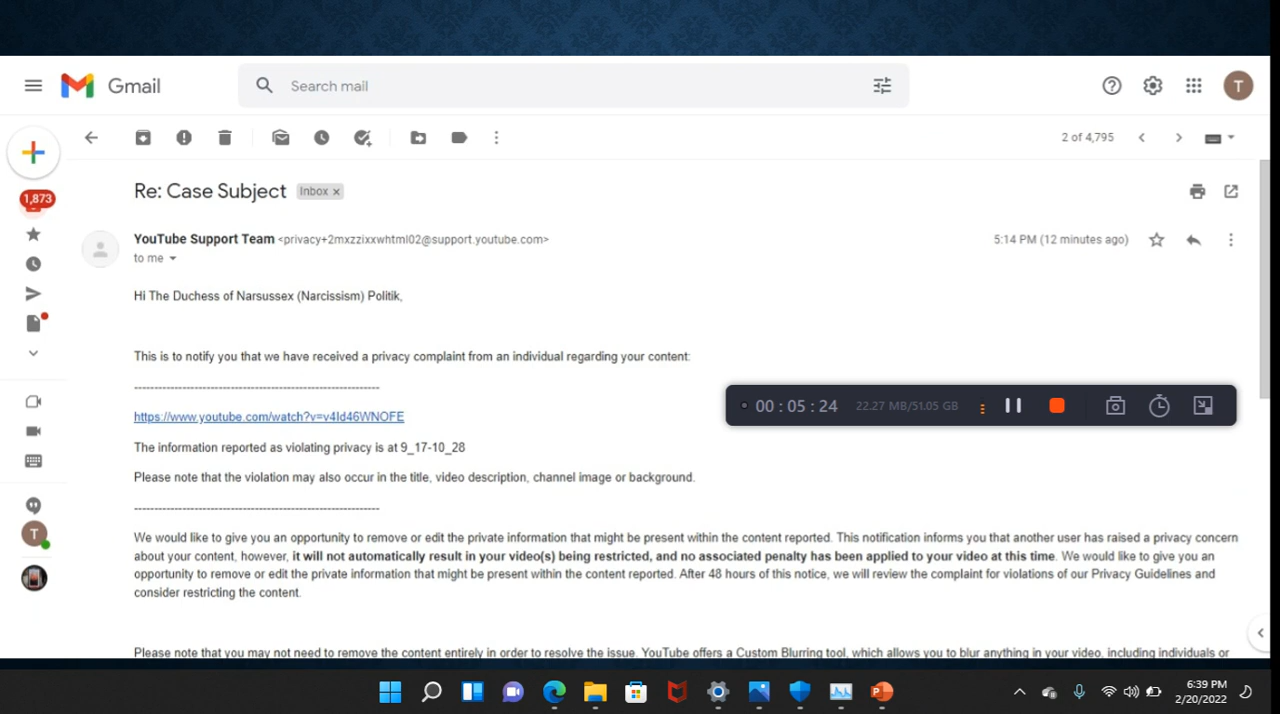 Gmail
Search mail
T
2 of 4,795
1,873
Re: Case Subject
Inbox x
YouTube Support Team <privacy+2mxzzixxwhtml02@support.youtube.com>
5:14 PM (12 minutes ago)
to me
Hi The Duchess of Narsussex (Narcissism) Politik,
This is to notify you that we have received a privacy complaint from an individual regarding your content:
------------------------------------------------------------
https://www.youtube.com/watch?v=v4Id46WNOFE
00 : 05 : 24
22.27 MB/51.05 GB
The information reported as violating privacy is at 9_17-10_28
Please note that the violation may also occur in the title, video description, channel image or background.
------------------------------------------------------------
T
We would like to give you an opportunity to remove or edit the private information that might be present within the content reported. This notification informs you that another user has raised a privacy concern
about your content, however, it will not automatically result in your video(s) being restricted, and no associated penalty has been applied to your video at this time. We would like to give you an
opportunity to remove or edit the private information that might be present within the content reported. After 48 hours of this notice, we will review the complaint for violations of our Privacy Guidelines and
consider restricting the content.
Please note that you may not need to remove the content entirely in order to resolve the issue. YouTube offers a Custom Blurring tool, which allows you to blur anything in your video, including individuals or
6:39 PM
2/20/2022